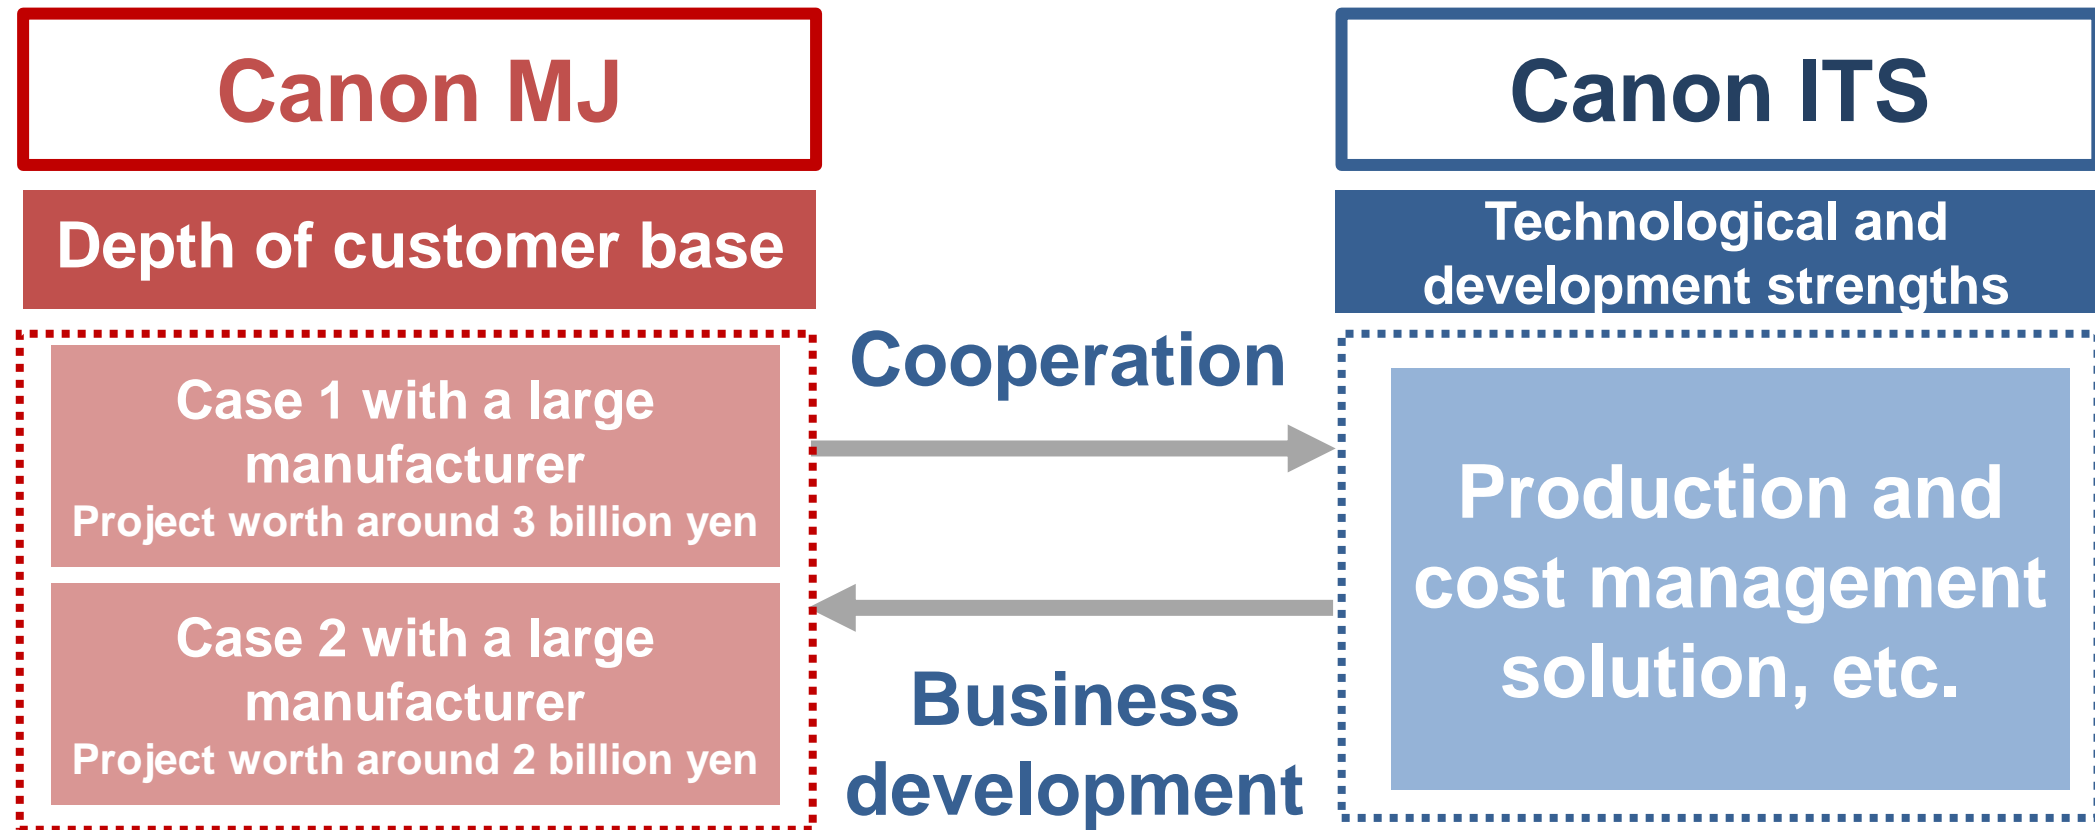 Canon MJ
Depth of customer base
Case 1 with a large
manufacturer
Project worth around 3 billion yen
Case 2 with a large
manufacturer
Project worth around 2 billion yen
Cooperation
Business
development
Canon ITS
Technological and
development strengths
Production and
cost management
solution, etc.